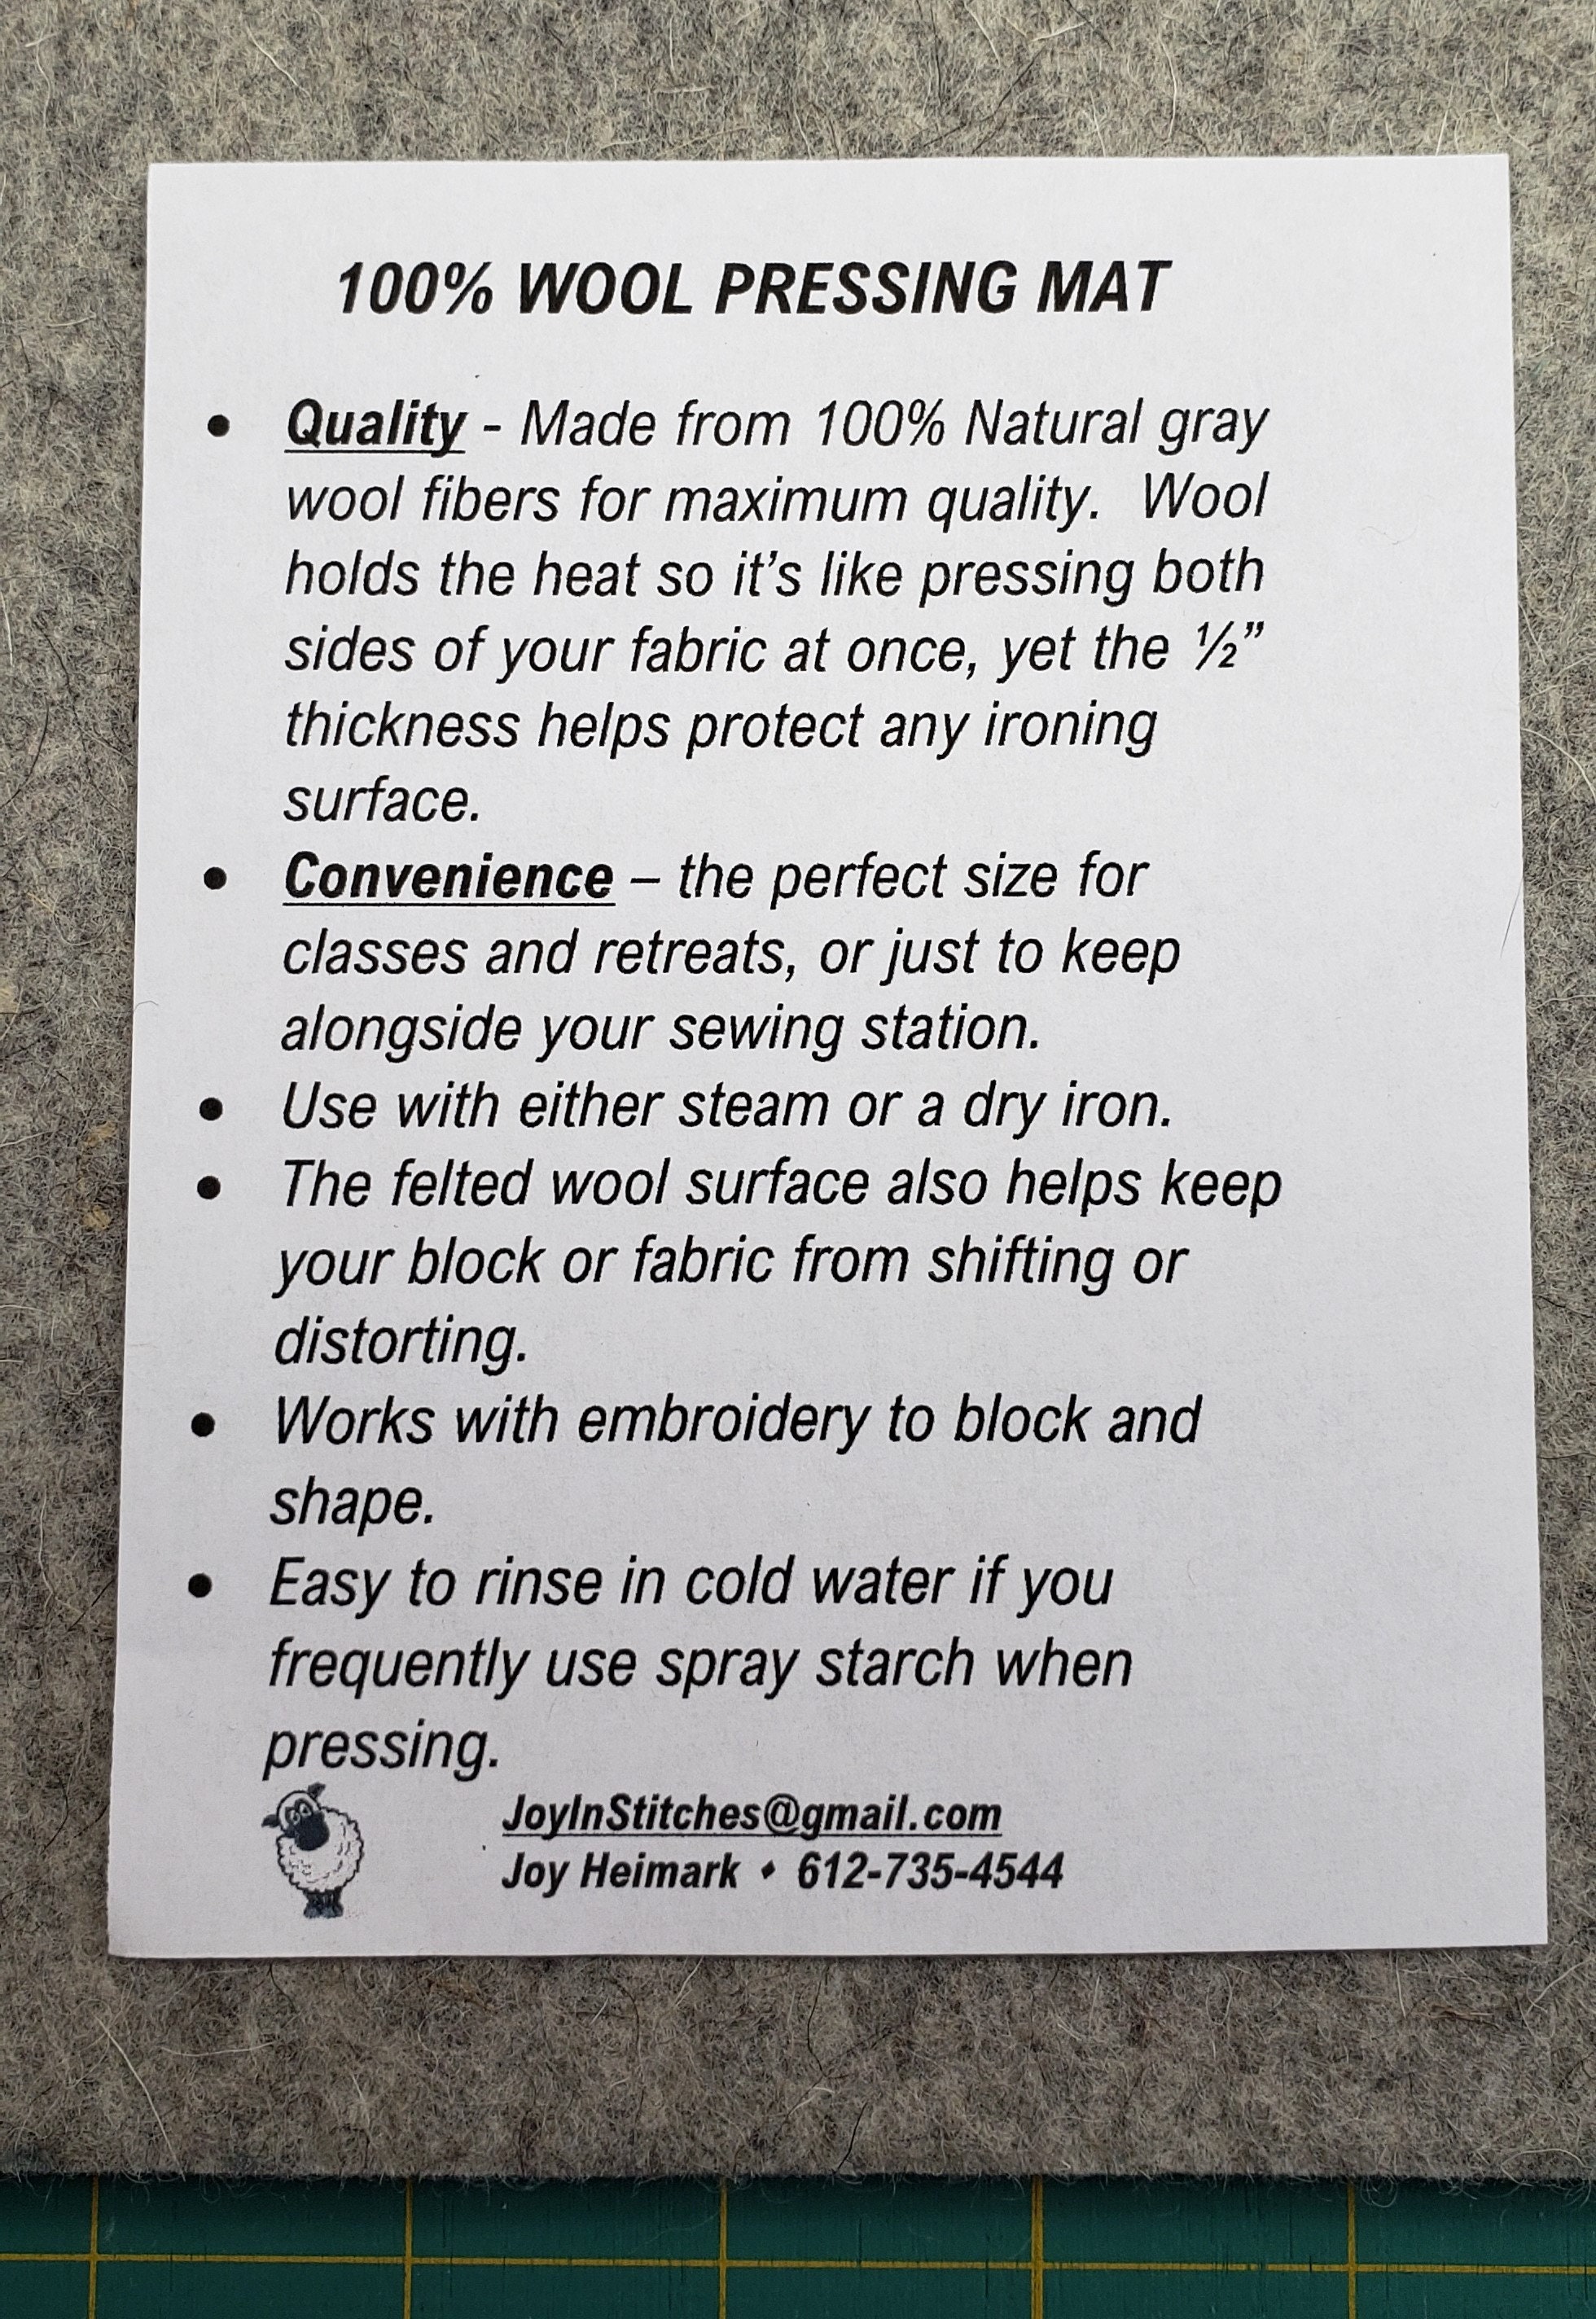 100% WOOL PRESSING MAT
• Quality - Made from 100% Natural gray
wool fibers for maximum quality.  Wool
holds the heat so it’s like pressing both
sides of your fabric at once, yet the ½”
thickness helps protect any ironing
surface.
• Convenience – the perfect size for
classes and retreats, or just to keep
alongside your sewing station.
• Use with either steam or a dry iron.
• The felted wool surface also helps keep
your block or fabric from shifting or
distorting.
• Works with embroidery to block and
shape.
• Easy to rinse in cold water if you
frequently use spray starch when
pressing.
JoyInStitches@gmail.com
Joy Heimark ♦ 612-735-4544